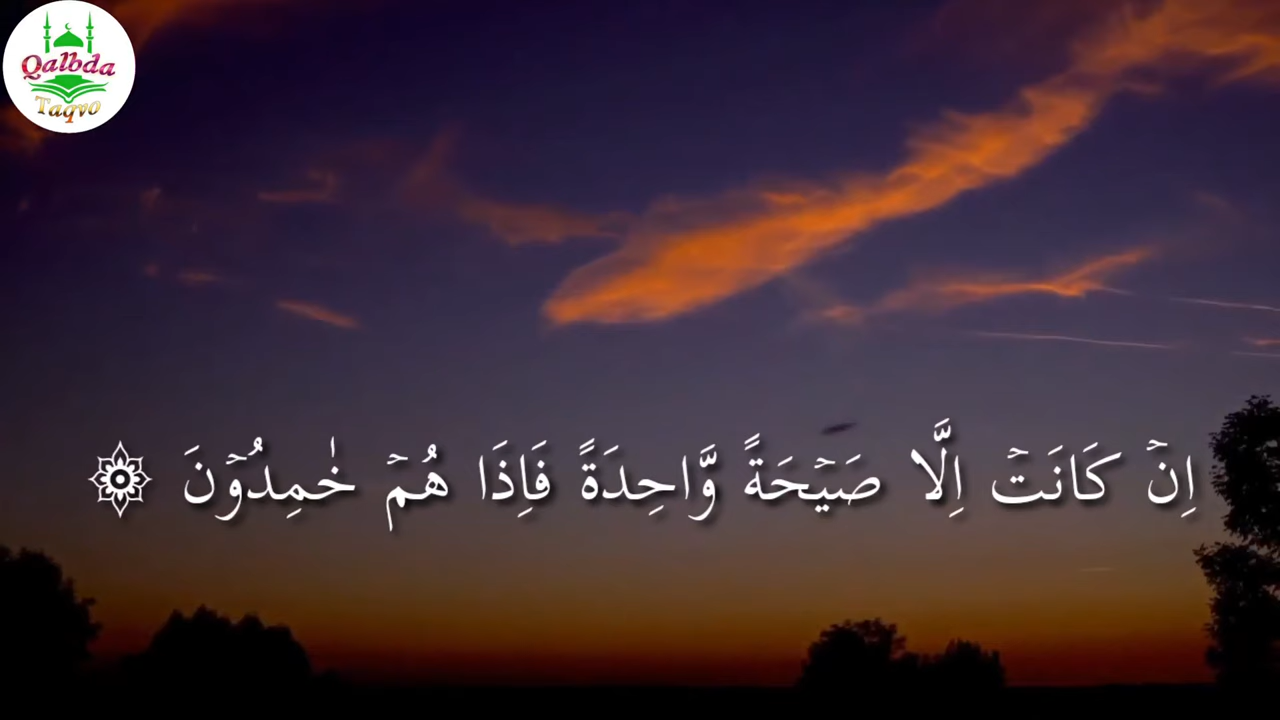 Qalbda
Taqvo
اِنۡ كَانَتۡ اِلَّا صَيۡحَةً وَّاحِدَةً فَاِذَا هُمۡ خٰمِدُوۡنَ